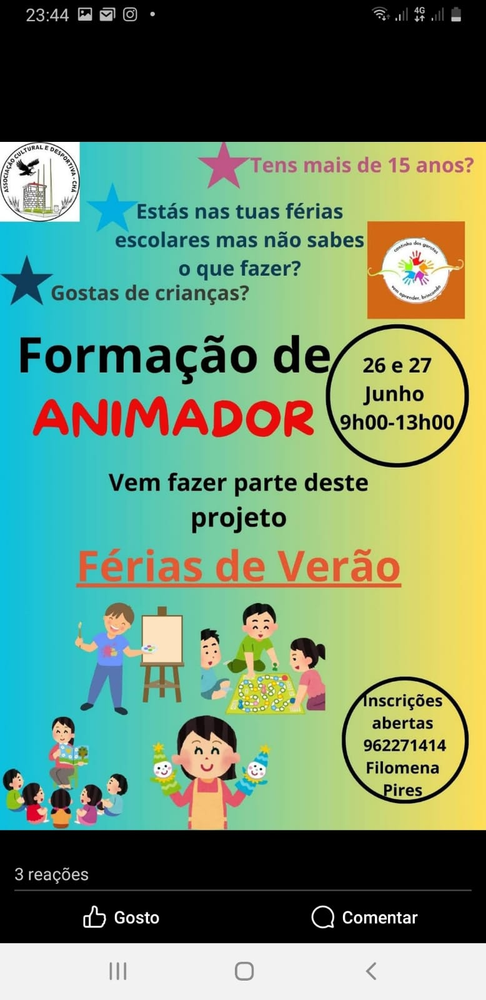 23:44
4G
ASSOCIAÇÃO CULTURAL E DESPORTIVA - CHÃ
Tens mais de 15 anos?
Estás nas tuas férias
escolares mas não sabes
o que fazer?
Gostas de crianças?
cantinho dos garotos
vem aprender, brincando
Formação de
ANIMADOR
26 e 27
Junho
9h00-13h00
Vem fazer parte deste
projeto
Férias de Verão
Inscrições
abertas
962271414
Filomena
Pires
3 reações
Gosto
Comentar